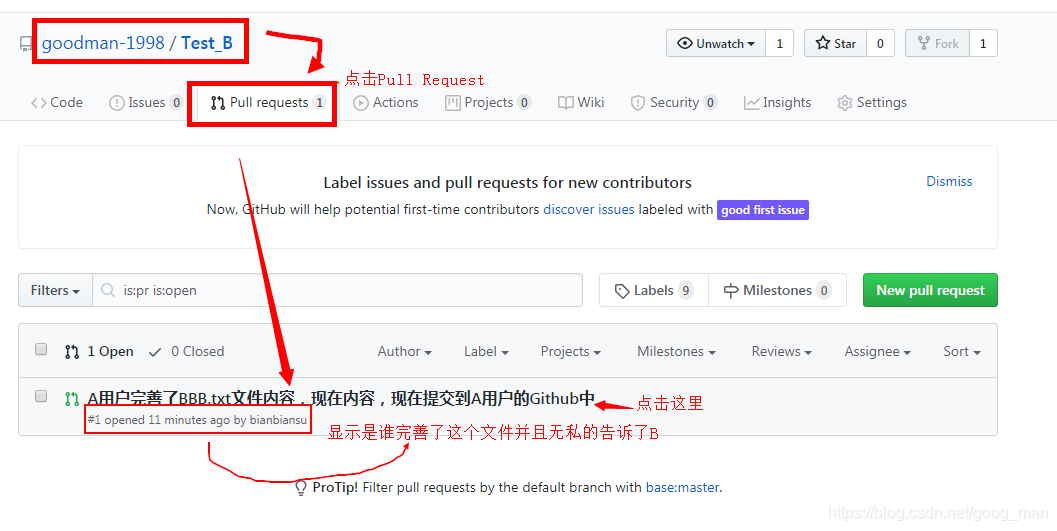 goodman-1998 / Test_B
Unwatch 1 Star 0 Fork 1
点击Pull Request
Code Issues 0 Pull requests 1 Actions Projects 0 Wiki Security 0 Insights Settings
Label issues and pull requests for new contributors
Dismiss
Now, GitHub will help potential first-time contributors discover issues labeled with good first issue
Filters is:pr is:open Labels 9 Milestones 0 New pull request
1 Open 0 Closed Author Label Projects Milestones Reviews Assignee Sort
A用户完善了BBB.txt文件内容，现在内容，现在提交到A用户的Github中
点击这里
#1 opened 11 minutes ago by bianbiansu
显示是谁完善了这个文件并且无私的告诉了B
ProTip! Filter pull requests by the default branch with base:master.
https://blog.csdn.net/goog_man